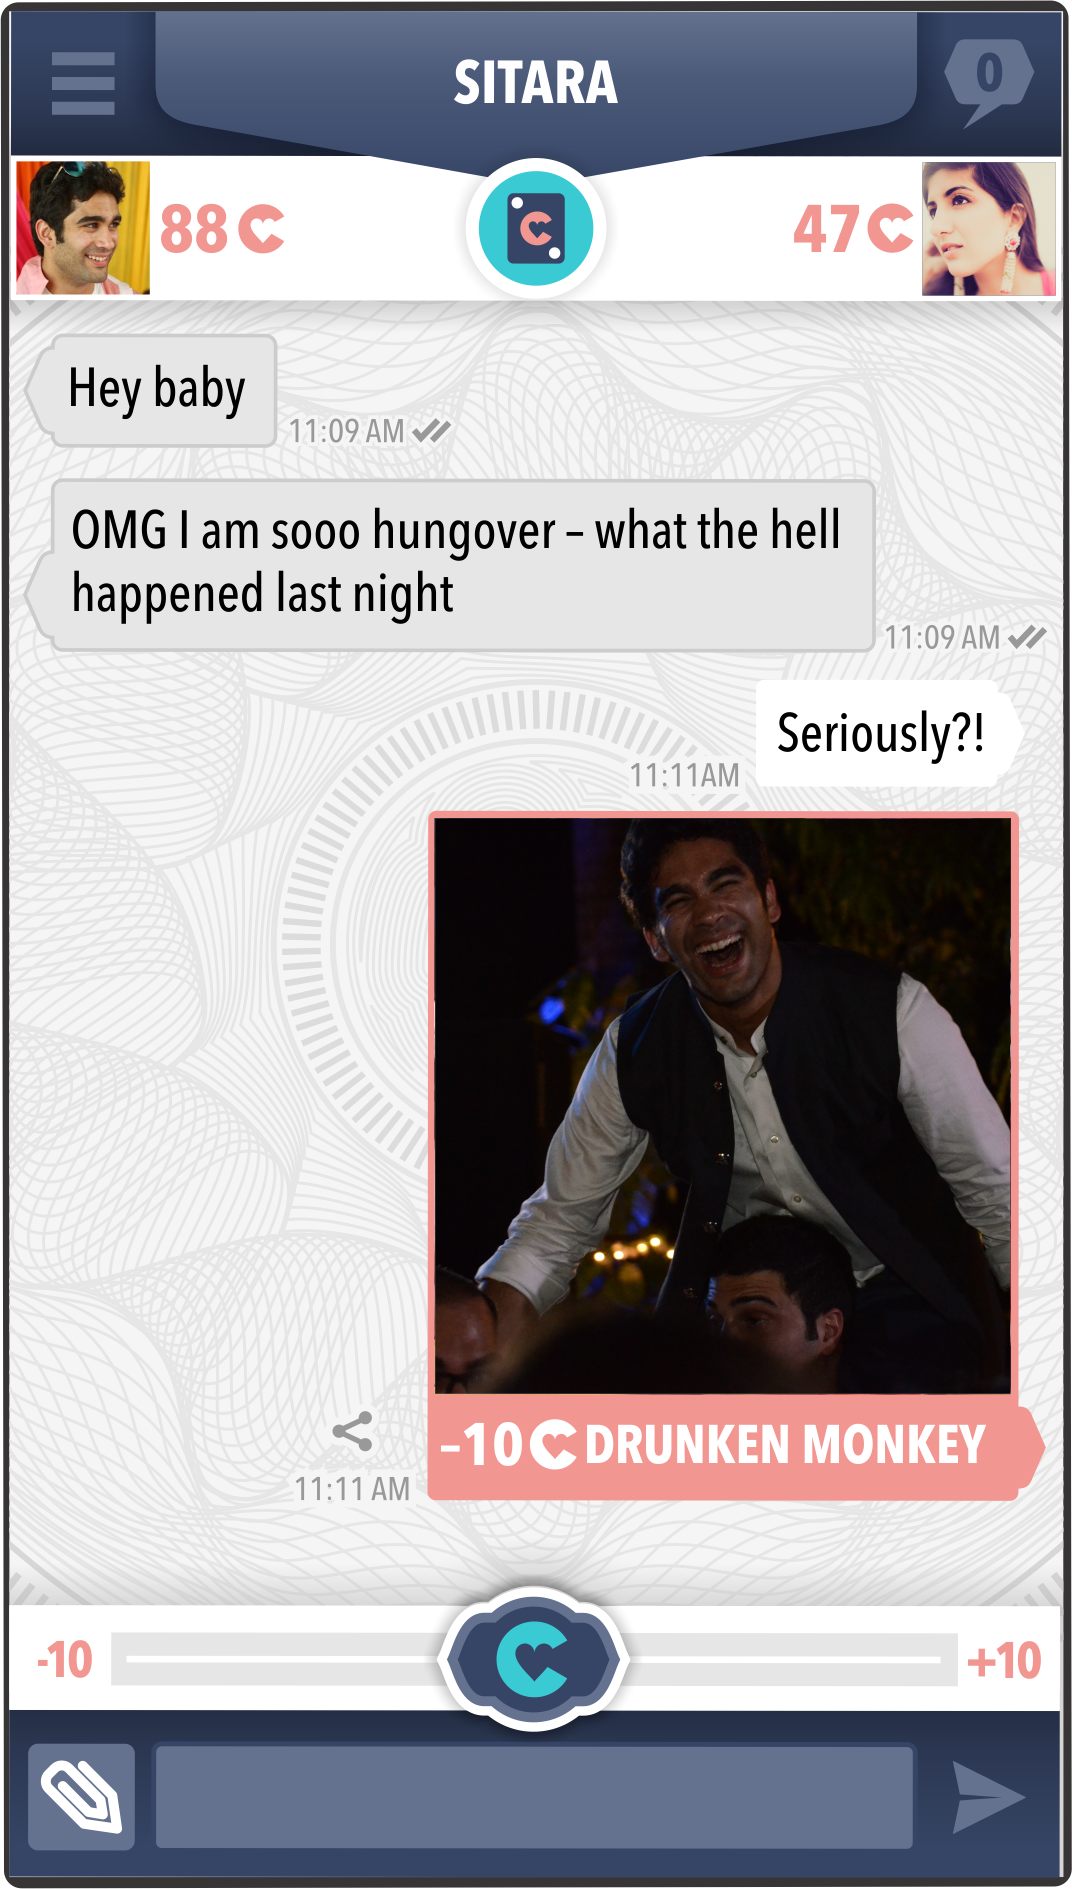 SITARA
0
88
47
Hey baby
11:09 AM
OMG I am sooo hungover – what the hell
happened last night
11:09 AM
Seriously?!
11:11AM
–10 DRUNKEN MONKEY
11:11 AM
-10
+10